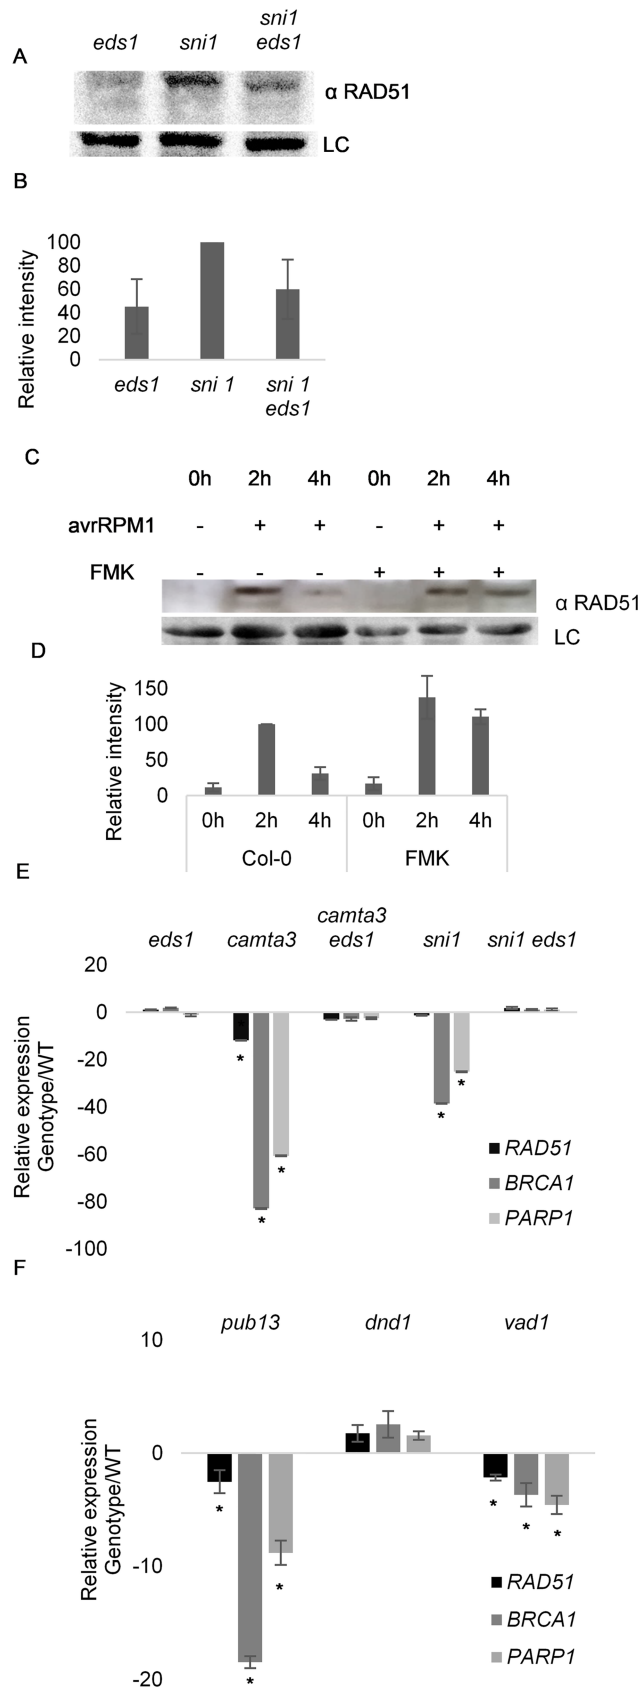 A
eds1 sni1 sni1 eds1
α RAD51
LC
B
Relative intensity
100
80
60
40
20
0
eds1 sni 1 sni 1 eds1
C
0h 2h 4h 0h 2h 4h
avrRPM1 - + + - + +
FMK - - - + + +
α RAD51
LC
D
Relative intensity
150
100
50
0
0h 2h 4h 0h 2h 4h
Col-0 FMK
E
eds1 camta3 camta3 eds1 sni1 sni1 eds1
Relative expression
Genotype/WT
20
0
-20
-40
-60
-80
-100
* * * * *
RAD51
BRCA1
PARP1
F
pub13 dnd1 vad1
Relative expression
Genotype/WT
10
0
-10
-20
* * * * * *
RAD51
BRCA1
PARP1